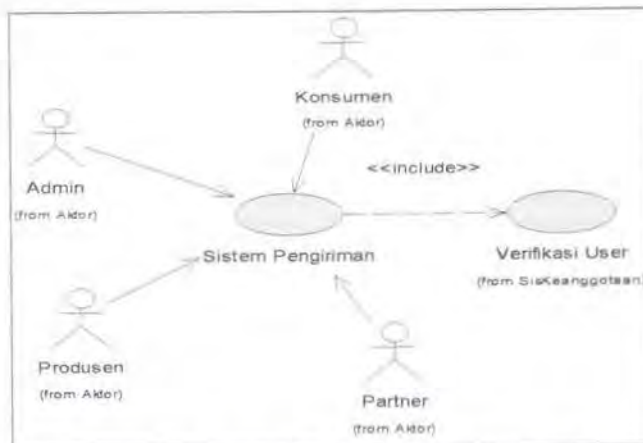 Konsumen
(from Aktor)
<<include>>
Admin
(from Aktor)
Sistem Pengiriman
Verifikasi User
(from SisKeanggotaan)
Produsen
(from Aktor)
Partner
(from Aktor)